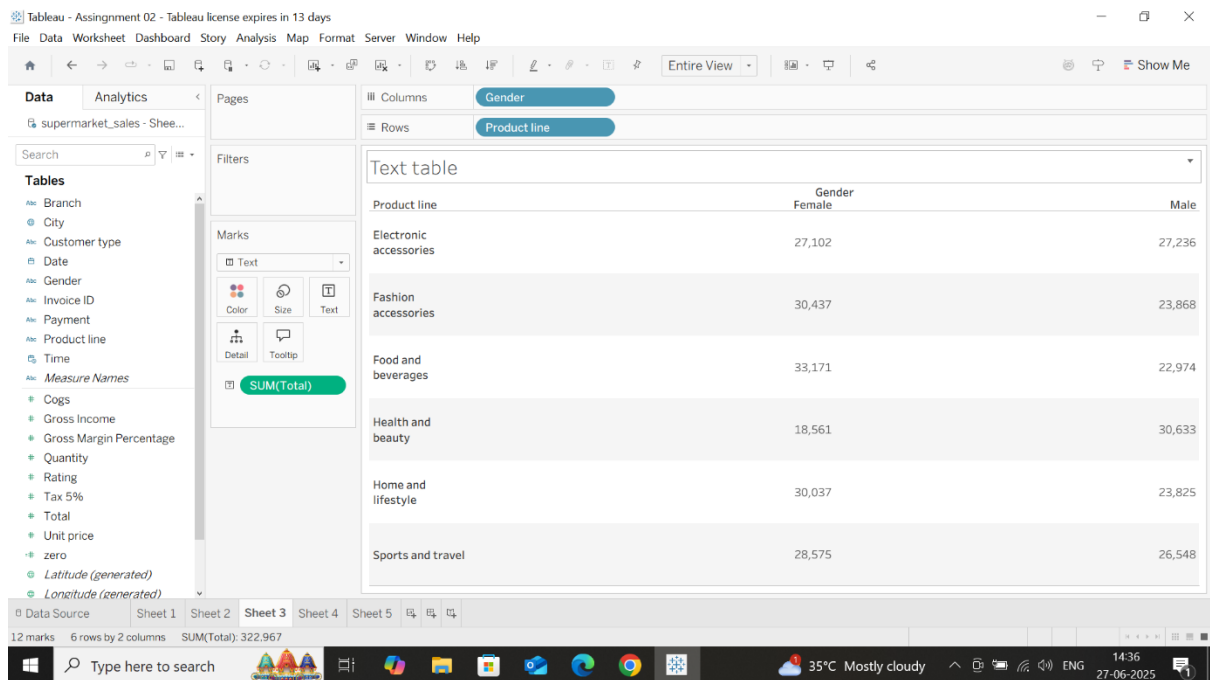 Tableau - Assingnment 02 - Tableau license expires in 13 days
File Data Worksheet Dashboard Story Analysis Map Format Server Window Help
Entire View
Show Me
Data Analytics
supermarket_sales - Shee...
Search
Tables
Abc Branch
City
Abc Customer type
Date
Abc Gender
Abc Invoice ID
Abc Payment
Abc Product line
Time
Abc Measure Names
# Cogs
# Gross Income
# Gross Margin Percentage
# Quantity
# Rating
# Tax 5%
# Total
# Unit price
=# zero
Latitude (generated)
Longitude (generated)
Pages
Filters
Marks
T Text
Color Size T Text
Detail Tooltip
T SUM(Total)
Columns Gender
Rows Product line
Text table
Gender
Product line Female Male
Electronic
accessories 27,102 27,236
Fashion
accessories 30,437 23,868
Food and
beverages 33,171 22,974
Health and
beauty 18,561 30,633
Home and
lifestyle 30,037 23,825
Sports and travel 28,575 26,548
Data Source Sheet 1 Sheet 2 Sheet 3 Sheet 4 Sheet 5
12 marks 6 rows by 2 columns SUM(Total): 322,967
Type here to search
35°C Mostly cloudy ENG 14:36
27-06-2025
1